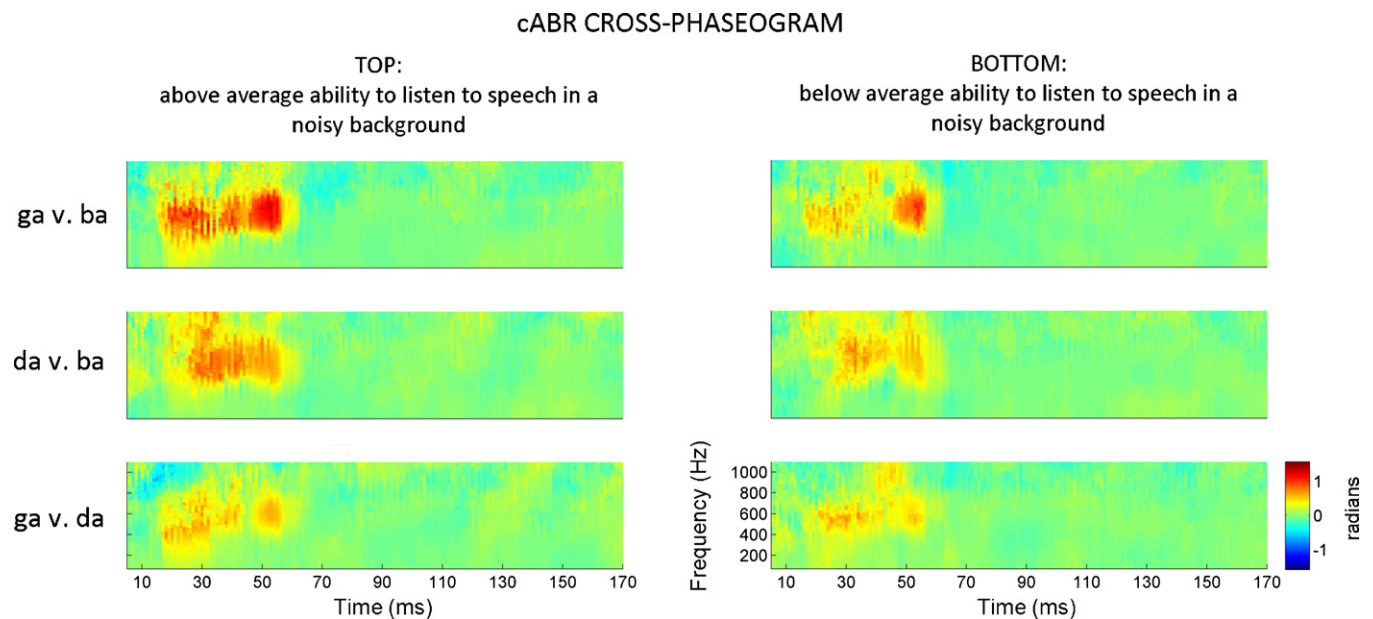 cABR CROSS-PHASEOGRAM
TOP:
above average ability to listen to speech in a
noisy background
BOTTOM:
below average ability to listen to speech in a
noisy background
ga v. ba
da v. ba
ga v. da
10 30 50 70 90 110 130 150 170
Time (ms)
Frequency (Hz)
1000
800
600
400
200
10 30 50 70 90 110 130 150 170
Time (ms)
1
0
-1
radians